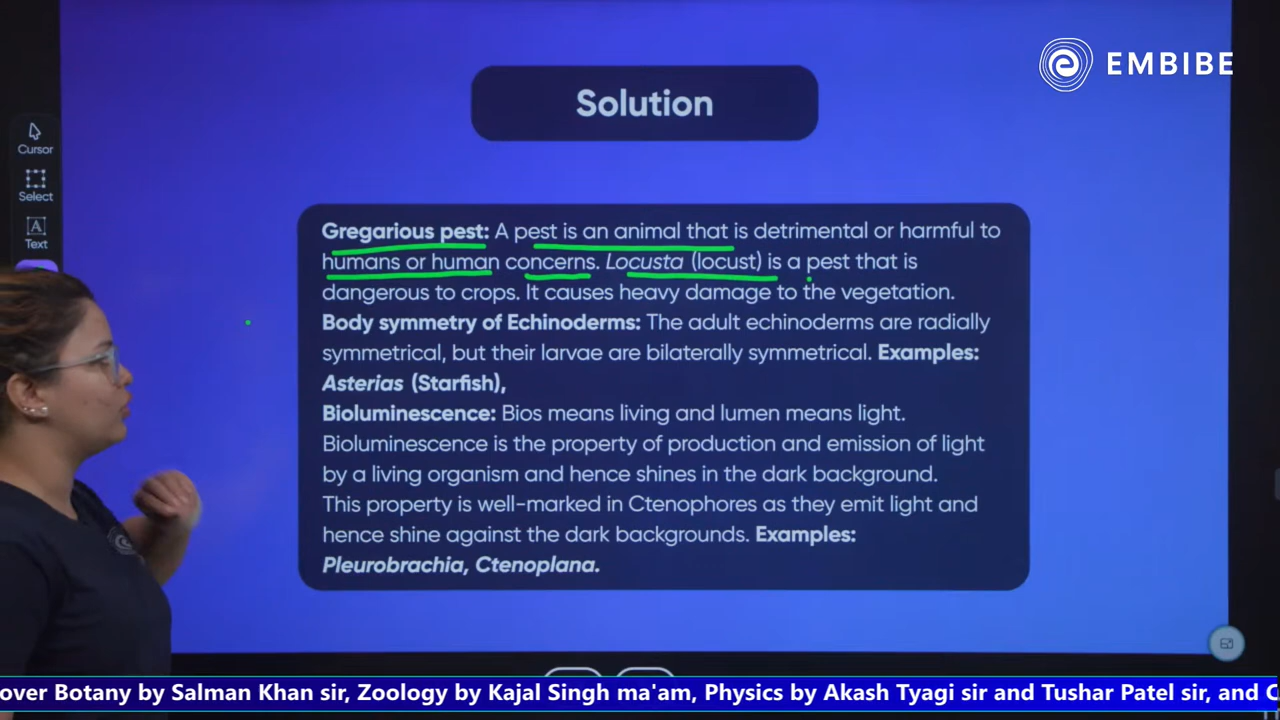 EMBIBE
Solution
Cursor
Select
Text
Gregarious pest: A pest is an animal that is detrimental or harmful to
humans or human concerns. Locusta (locust) is a pest that is
dangerous to crops. It causes heavy damage to the vegetation.
Body symmetry of Echinoderms: The adult echinoderms are radially
symmetrical, but their larvae are bilaterally symmetrical. Examples:
Asterias (Starfish),
Bioluminescence: Bios means living and lumen means light.
Bioluminescence is the property of production and emission of light
by a living organism and hence shines in the dark background.
This property is well-marked in Ctenophores as they emit light and
hence shine against the dark backgrounds. Examples:
Pleurobrachia, Ctenoplana.
over Botany by Salman Khan sir, Zoology by Kajal Singh ma'am, Physics by Akash Tyagi sir and Tushar Patel sir, and C